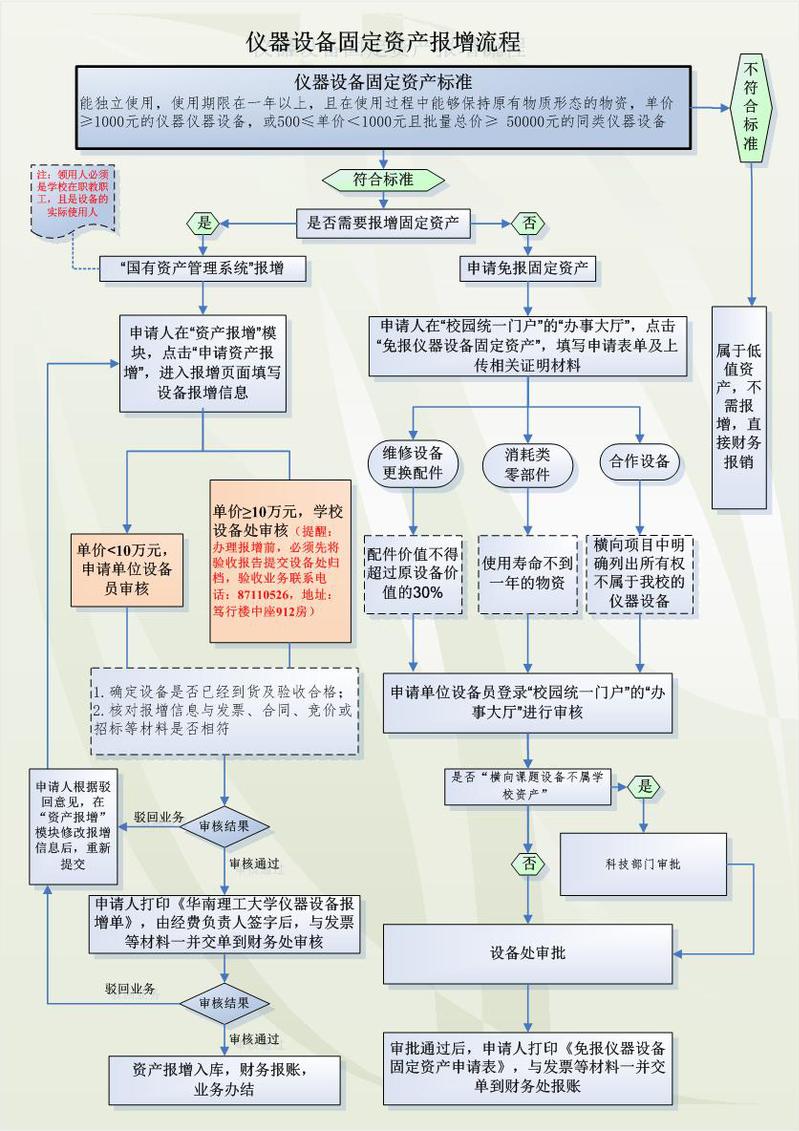 仪器设备固定资产报增流程
仪器设备固定资产标准
能独立使用，使用期限在一年以上，且在使用过程中能够保持原有物质形态的物资，单价
≥1000元的仪器仪器设备，或500≤单价<1000元且批量总价≥ 50000元的同类仪器设备
不
符
合
标
准
符合标准
注：领用人必须
是学校在职教职
工，且是设备的
实际使用人
是
是否需要报增固定资产
否
“国有资产管理系统”报增
申请免报固定资产
申请人在“资产报增”模
块，点击“申请资产报
增”，进入报增页面填写
设备报增信息
申请人在“校园统一门户”的“办事大厅”，点击
“免报仪器设备固定资产”，填写申请表单及上
传相关证明材料
属于低
值资
产，不
需报
增，直
接财务
报销
维修设备
更换配件
消耗类
零部件
合作设备
单价<10万元，
申请单位设备
员审核
单价≥10万元，学校
设备处审核（提醒：
办理报增前，必须先将
验收报告提交设备处归
档，验收业务联系电
话：87110526，地址：
笃行楼中座912房）
配件价值不得
超过原设备价
值的30%
使用寿命不到
一年的物资
横向项目中明
确列出所有权
不属于我校的
仪器设备
1. 确定设备是否已经到货及验收合格；
2. 核对报增信息与发票、合同、竞价或
招标等材料是否相符
申请单位设备员登录“校园统一门户”的“办
事大厅”进行审核
是否“横向课题设备不属学
校资产”
是
申请人根据驳
回意见，在
“资产报增”
模块修改报增
信息后，重新
提交
驳回业务
审核结果
审核通过
否
科技部门审批
申请人打印《华南理工大学仪器设备报
增单》，由经费负责人签字后，与发票
等材料一并交单到财务处审核
设备处审批
驳回业务
审核结果
审核通过
资产报增入库，财务报账，
业务办结
审批通过后，申请人打印《免报仪器设备
固定资产申请表》，与发票等材料一并交
单到财务处报账